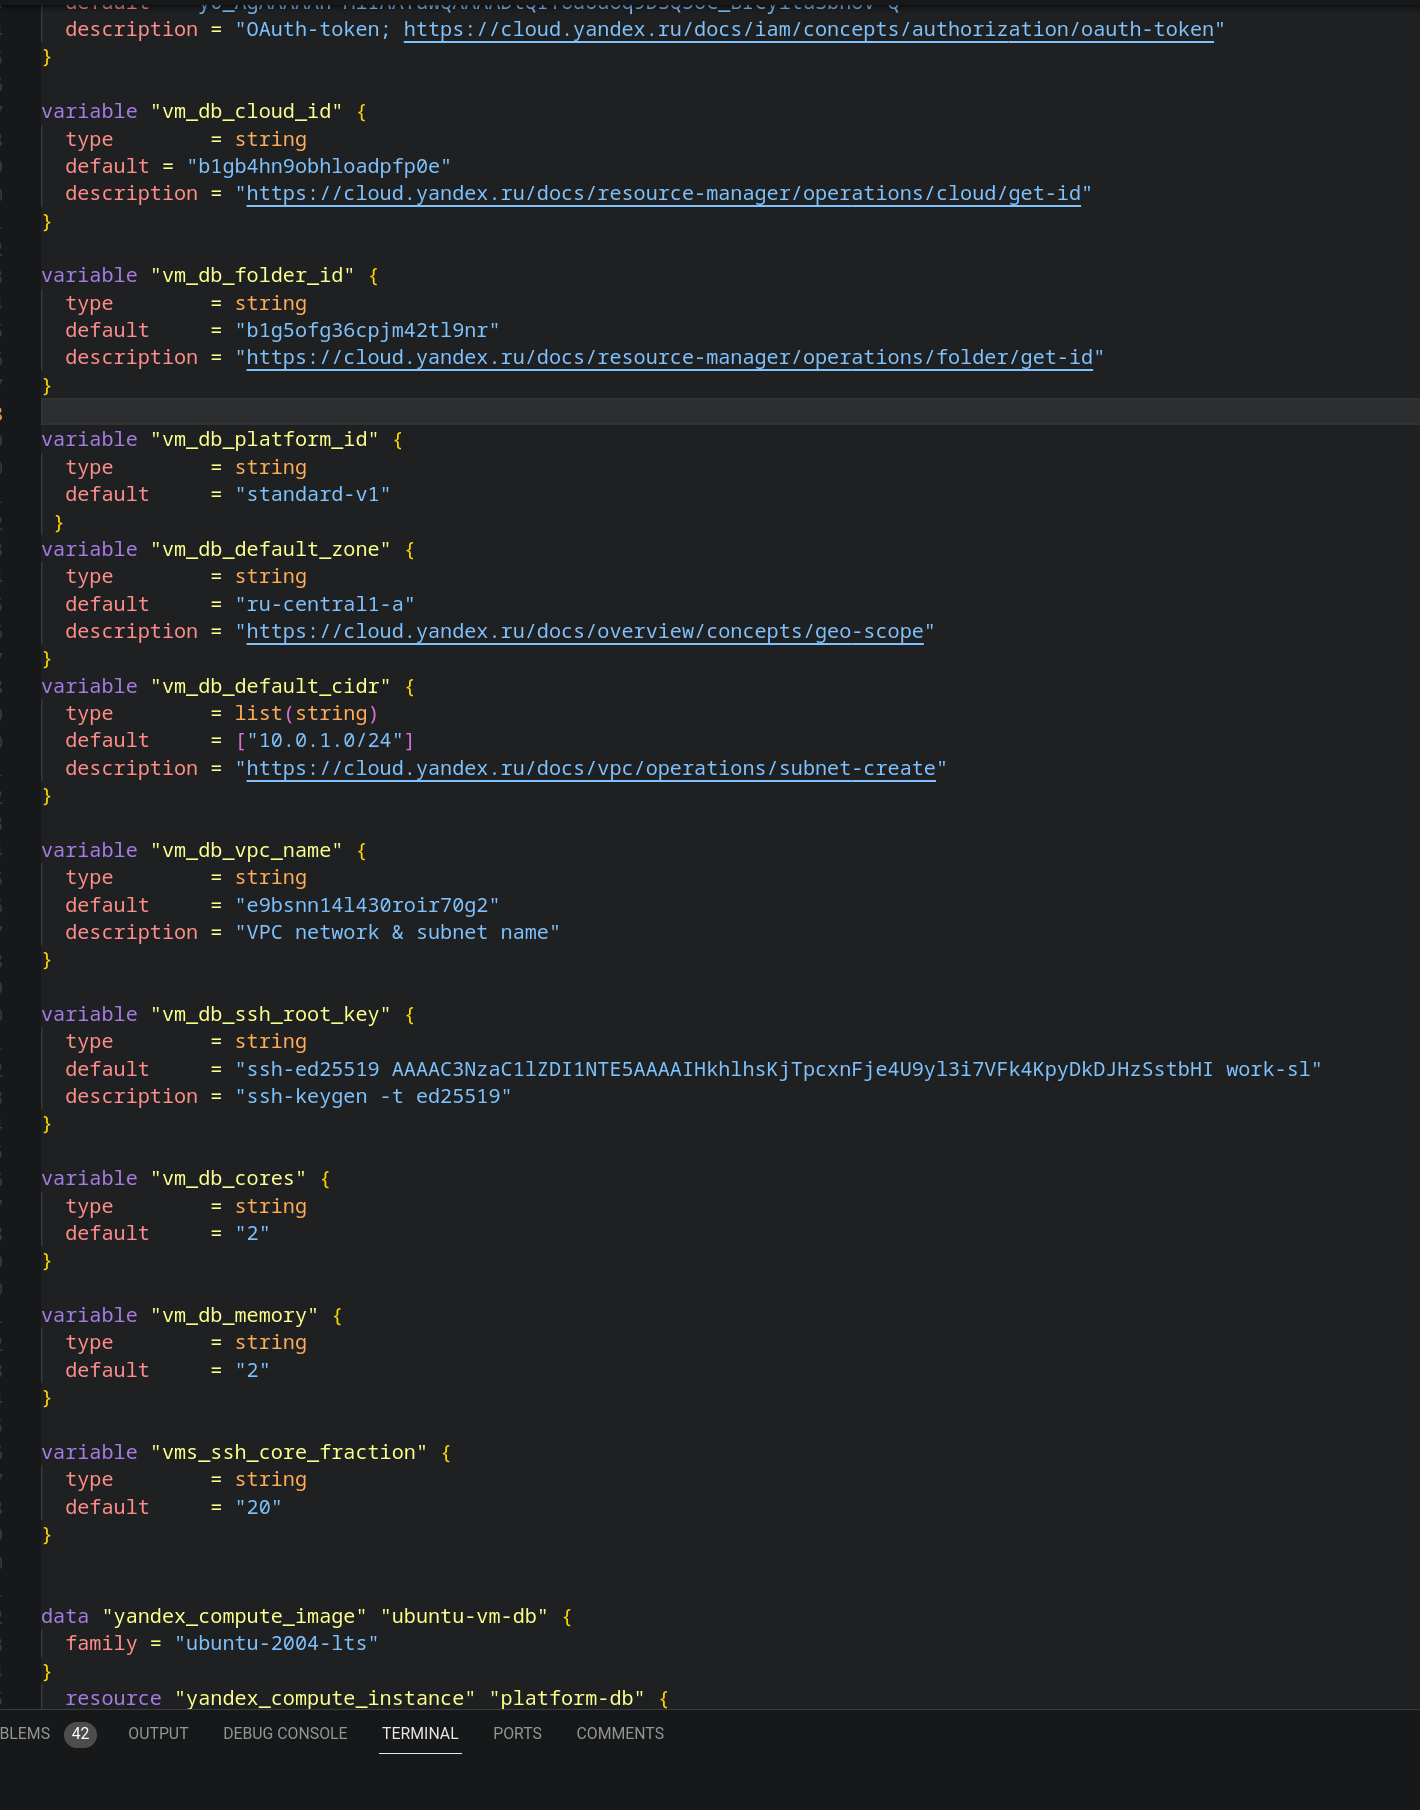 description = "OAuth-token; https://cloud.yandex.ru/docs/iam/concepts/authorization/oauth-token"
}
variable "vm_db_cloud_id" {
type = string
default = "b1gb4hn9obhloadpfp0e"
description = "https://cloud.yandex.ru/docs/resource-manager/operations/cloud/get-id"
}
variable "vm_db_folder_id" {
type = string
default = "b1g5ofg36cpjm42tl9nr"
description = "https://cloud.yandex.ru/docs/resource-manager/operations/folder/get-id"
}
variable "vm_db_platform_id" {
type = string
default = "standard-v1"
}
variable "vm_db_default_zone" {
type = string
default = "ru-central1-a"
description = "https://cloud.yandex.ru/docs/overview/concepts/geo-scope"
}
variable "vm_db_default_cidr" {
type = list(string)
default = ["10.0.1.0/24"]
description = "https://cloud.yandex.ru/docs/vpc/operations/subnet-create"
}
variable "vm_db_vpc_name" {
type = string
default = "e9bsnn14l430roir70g2"
description = "VPC network & subnet name"
}
variable "vm_db_ssh_root_key" {
type = string
default = "ssh-ed25519 AAAAC3NzaC1lZDI1NTE5AAAAIHkhlhsKjTpcxnFje4U9yl3i7VFk4KpyDkDJHzSstbHI work-sl"
description = "ssh-keygen -t ed25519"
}
variable "vm_db_cores" {
type = string
default = "2"
}
variable "vm_db_memory" {
type = string
default = "2"
}
variable "vms_ssh_core_fraction" {
type = string
default = "20"
}
data "yandex_compute_image" "ubuntu-vm-db" {
family = "ubuntu-2004-lts"
}
resource "yandex_compute_instance" "platform-db" {
BLEMS 42 OUTPUT DEBUG CONSOLE TERMINAL PORTS COMMENTS